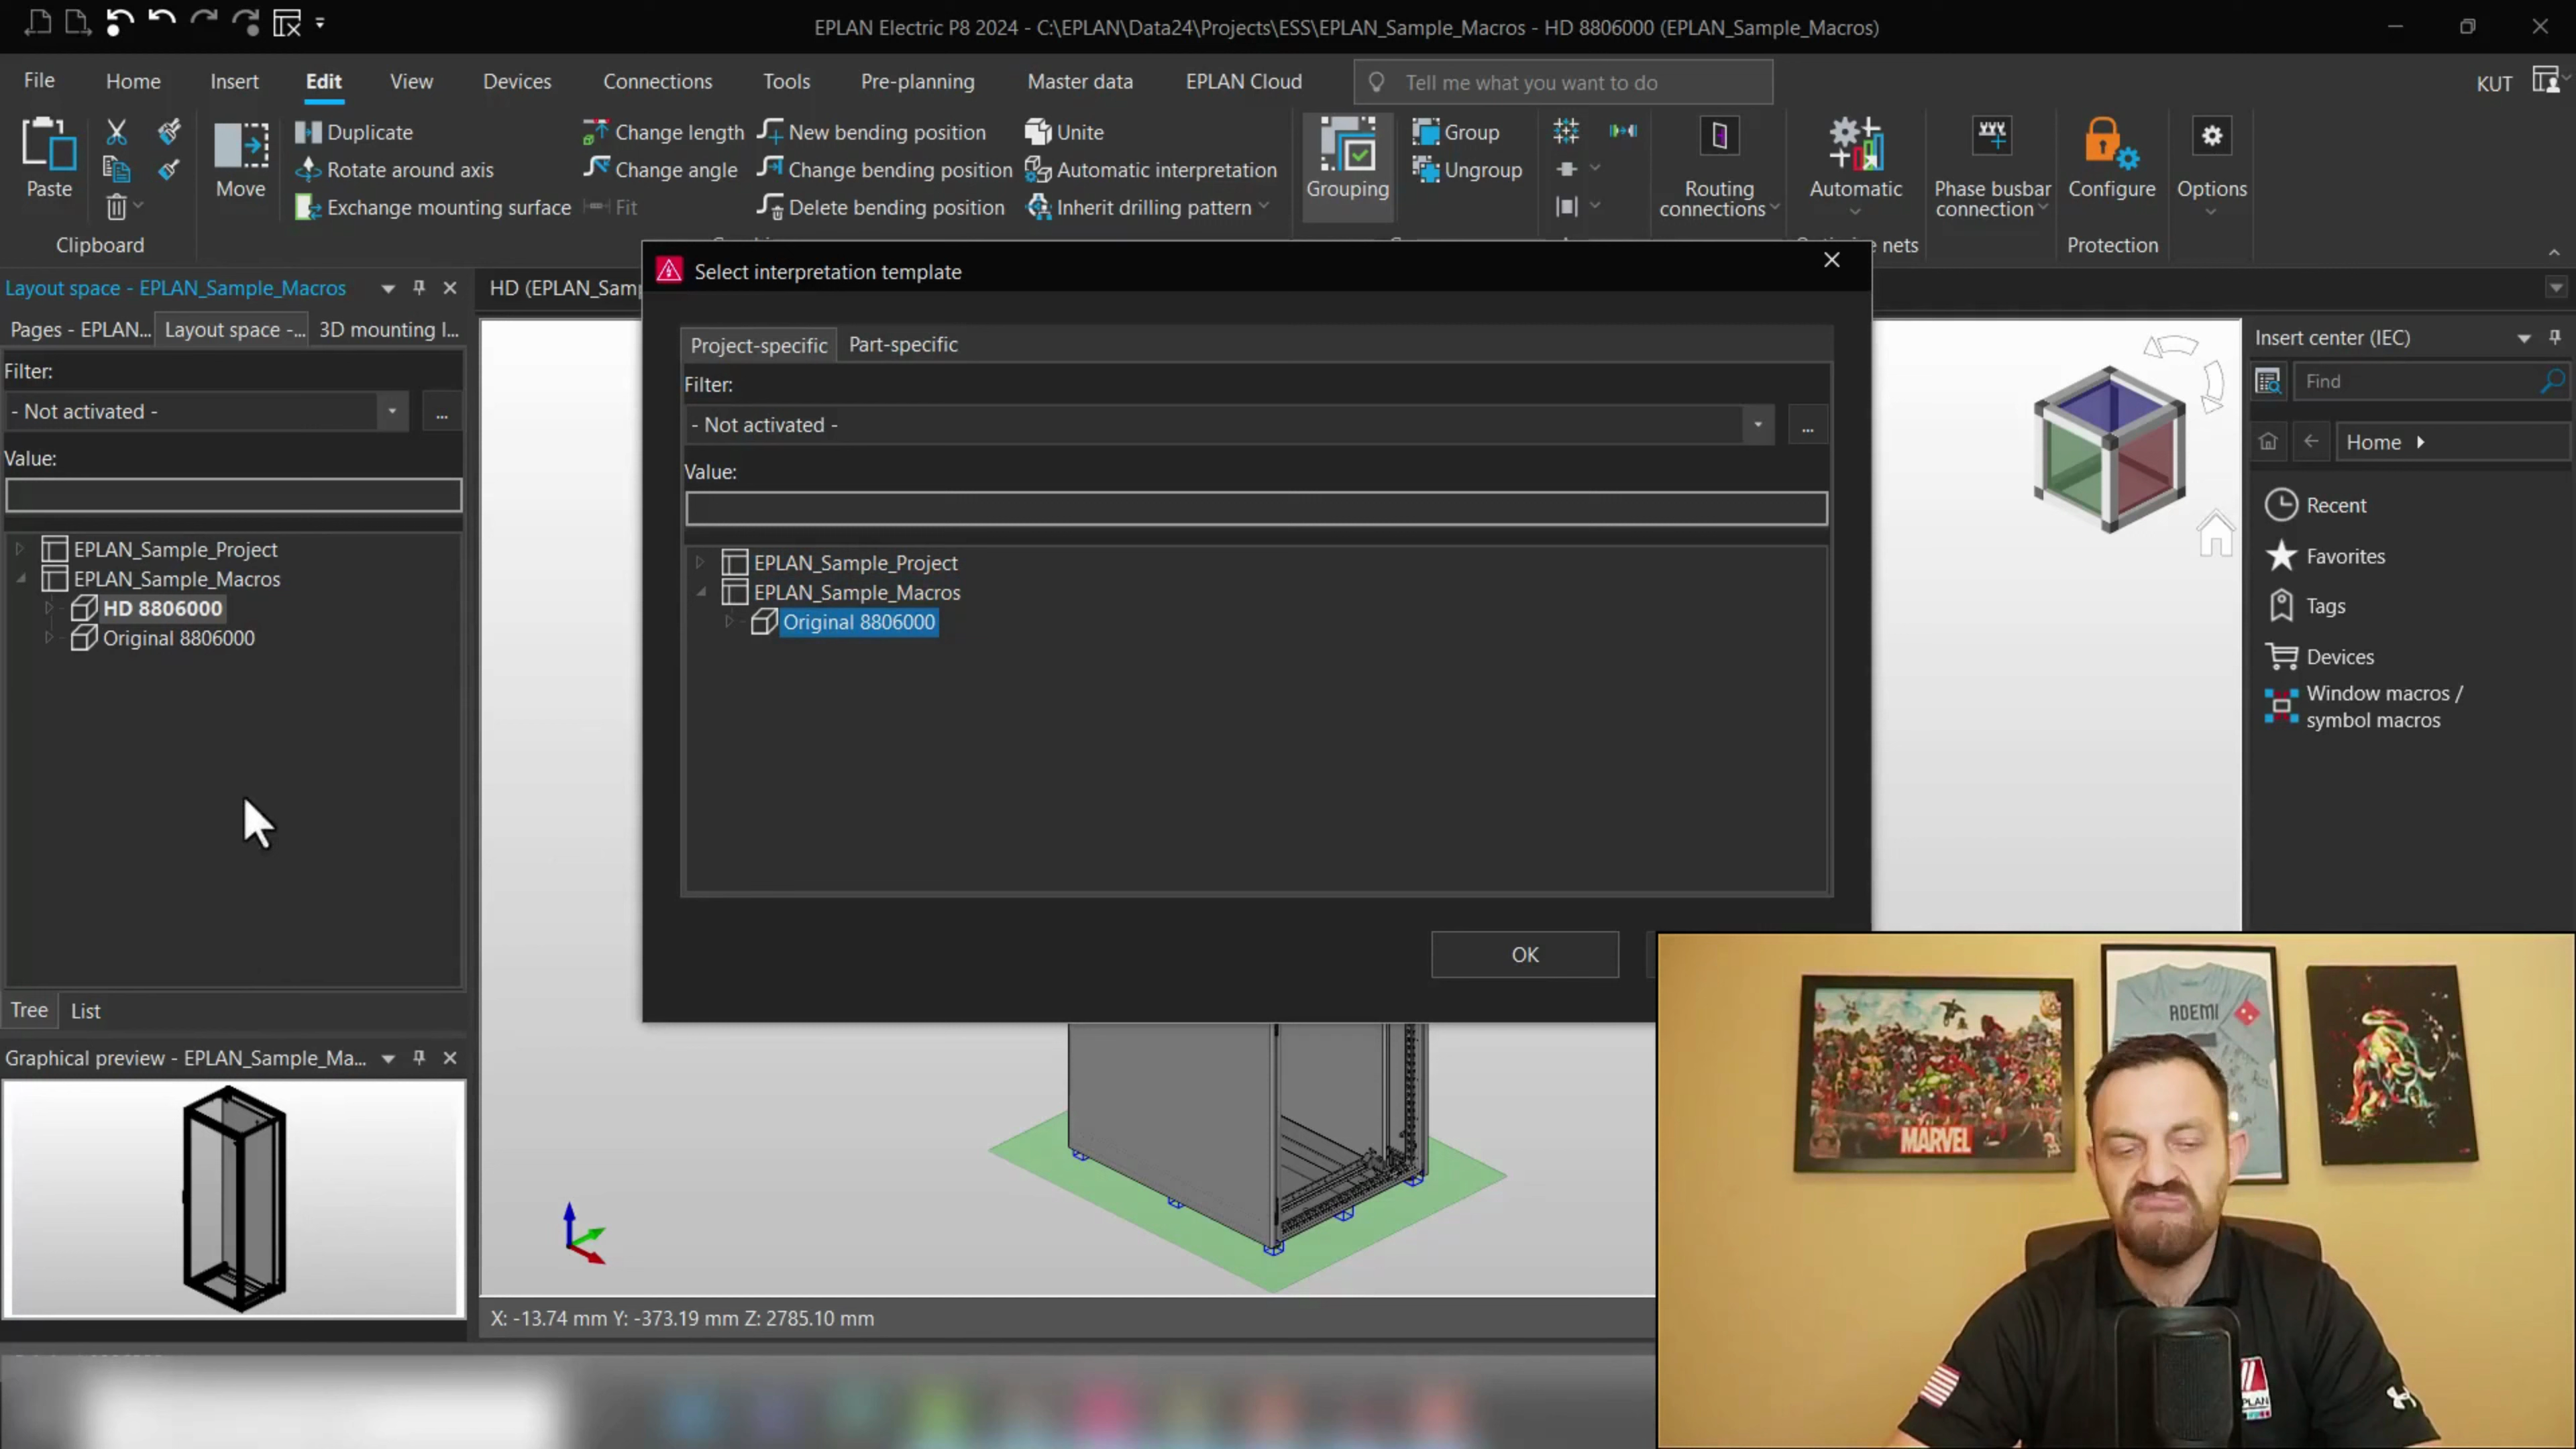 EPLAN Electric P8 2024 - C:\EPLAN\Data24\Projects\ESS\EPLAN_Sample_Macros - HD 8806000 (EPLAN_Sample_Macros)
File Home Insert Edit View Devices Connections Tools Pre-planning Master data EPLAN Cloud Tell me what you want to do KUT
Duplicate Change length New bending position Unite Group
Rotate around axis Change angle Change bending position Automatic interpretation Ungroup
Paste Move Grouping Routing Automatic Phase busbar Configure Options
Exchange mounting surface Fit Delete bending position Inherit drilling pattern connections connection
Clipboard nets Protection
Layout space - EPLAN_Sample_Macros
Pages - EPLAN... Layout space -... 3D mounting l...
Filter:
- Not activated -
...
Value:
EPLAN_Sample_Project
EPLAN_Sample_Macros
HD 8806000
Original 8806000
Tree List
Graphical preview - EPLAN_Sample_Ma...
HD (EPLAN_Sam
Select interpretation template
Project-specific Part-specific
Filter:
- Not activated -
...
Value:
EPLAN_Sample_Project
EPLAN_Sample_Macros
Original 8806000
OK
X: -13.74 mm Y: -373.19 mm Z: 2785.10 mm
Insert center (IEC)
Find
Home
Recent
Favorites
Tags
Devices
Window macros /
symbol macros
MARVEL
ADEMI